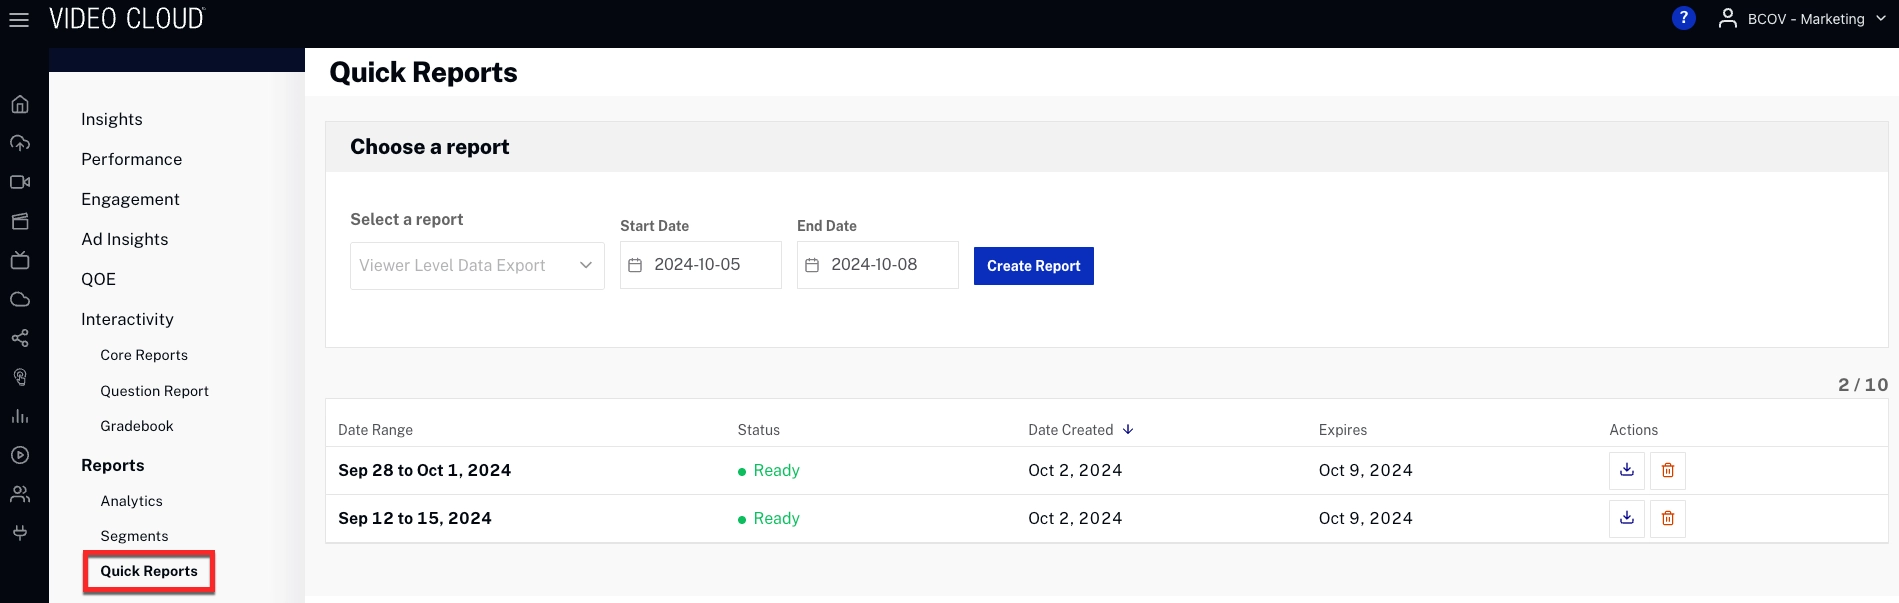 VIDEO CLOUD
?
BCOV - Marketing
Quick Reports
Insights
Performance
Engagement
Ad Insights
QOE
Interactivity
Core Reports
Question Report
Gradebook
Reports
Analytics
Segments
Quick Reports
Choose a report
Select a report
Start Date
End Date
Viewer Level Data Export
2024-10-05
2024-10-08
Create Report
2 / 10
Date Range Status Date Created Expires Actions
Sep 28 to Oct 1, 2024 Ready Oct 2, 2024 Oct 9, 2024
Sep 12 to 15, 2024 Ready Oct 2, 2024 Oct 9, 2024